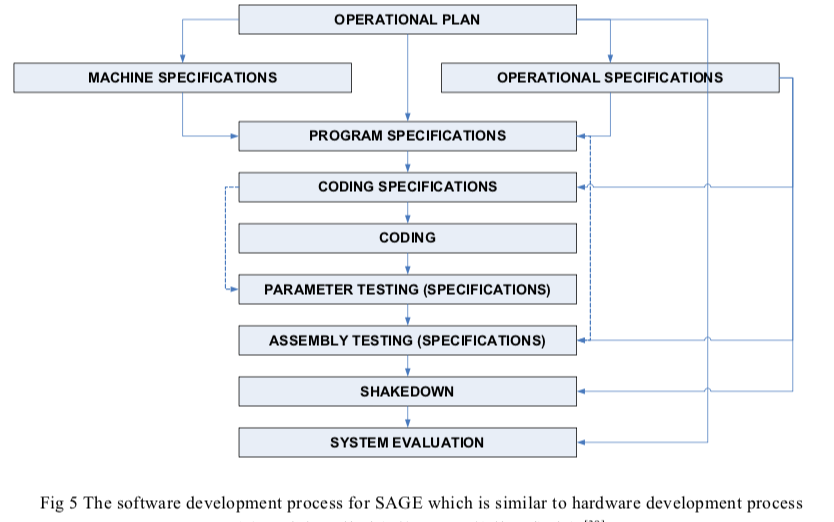 OPERATIONAL PLAN
MACHINE SPECIFICATIONS
OPERATIONAL SPECIFICATIONS
PROGRAM SPECIFICATIONS
CODING SPECIFICATIONS
CODING
PARAMETER TESTING (SPECIFICATIONS)
ASSEMBLY TESTING (SPECIFICATIONS)
SHAKEDOWN
SYSTEM EVALUATION
Fig 5 The software development process for SAGE which is similar to hardware development process